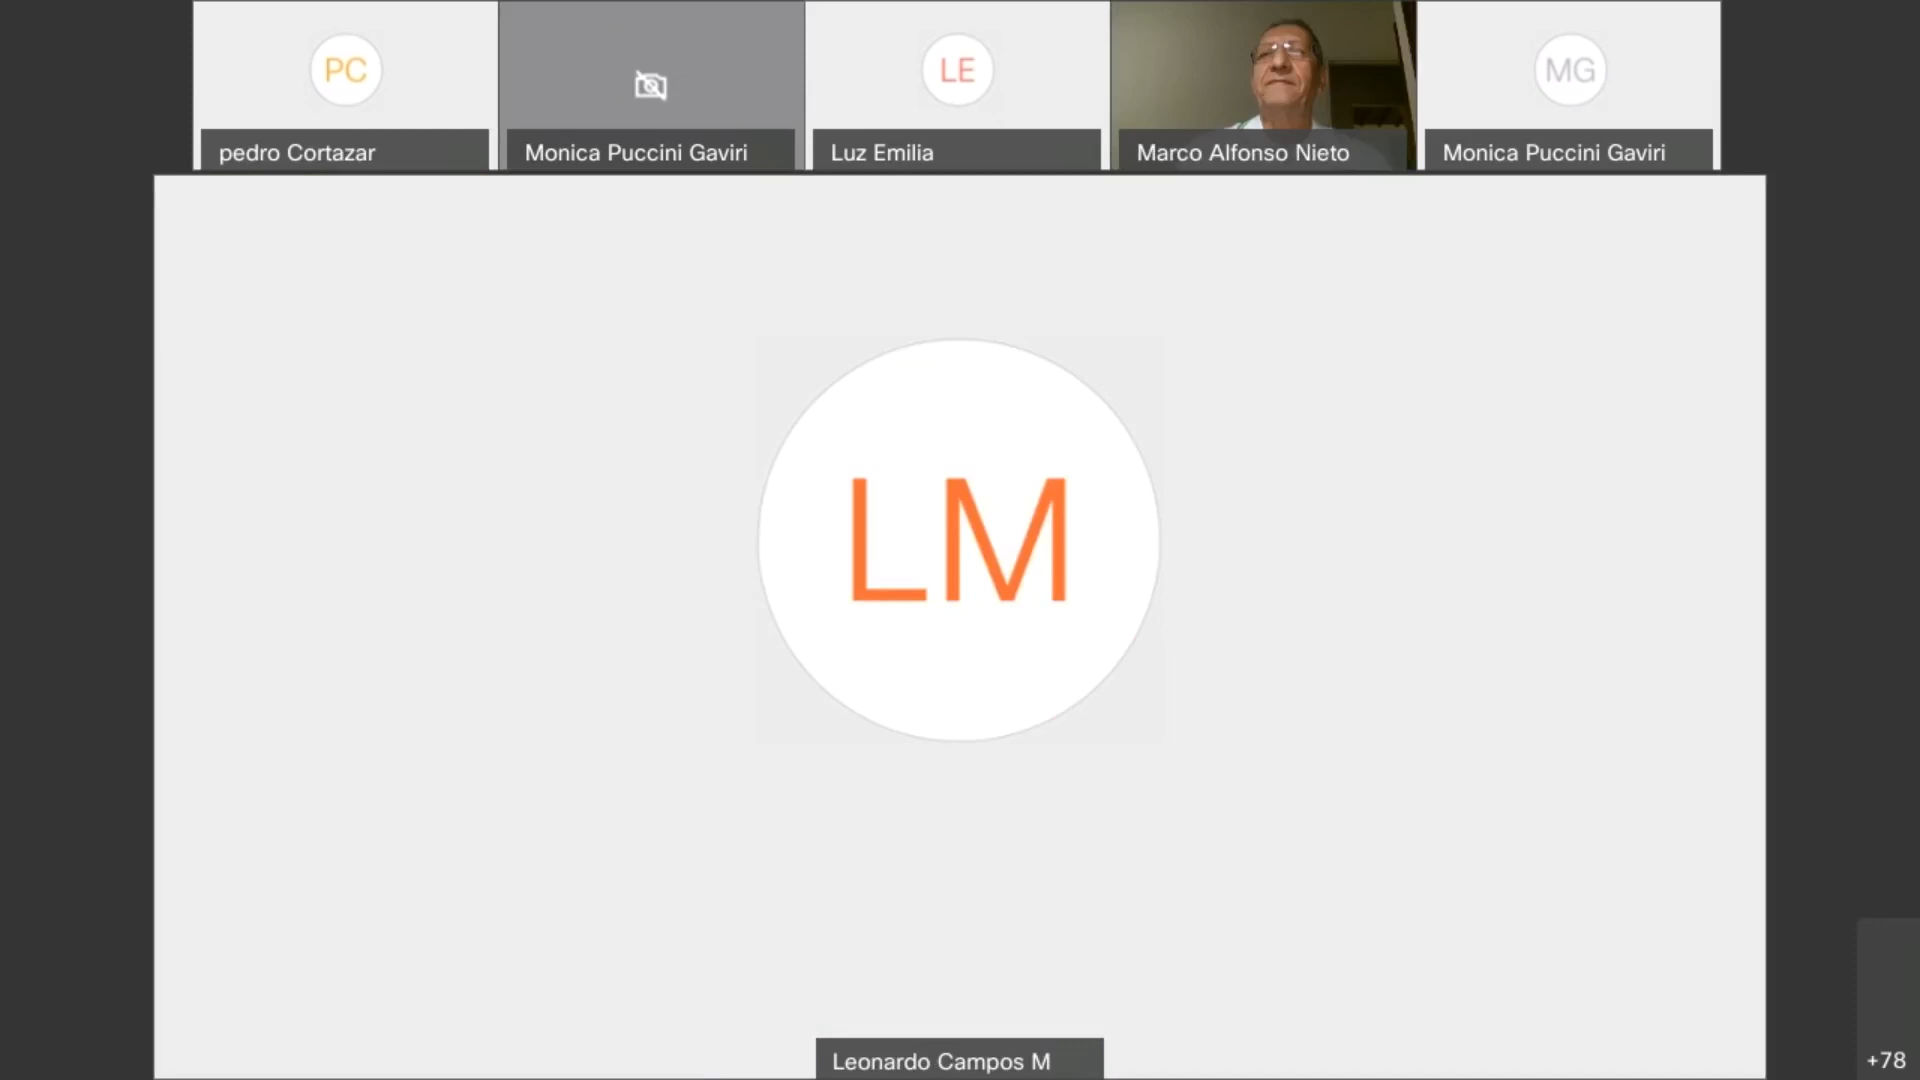 PC
LE
MG
pedro Cortazar
Monica Puccini Gaviri
Luz Emilia
Marco Alfonso Nieto
Monica Puccini Gaviri
LM
Leonardo Campos M
+78